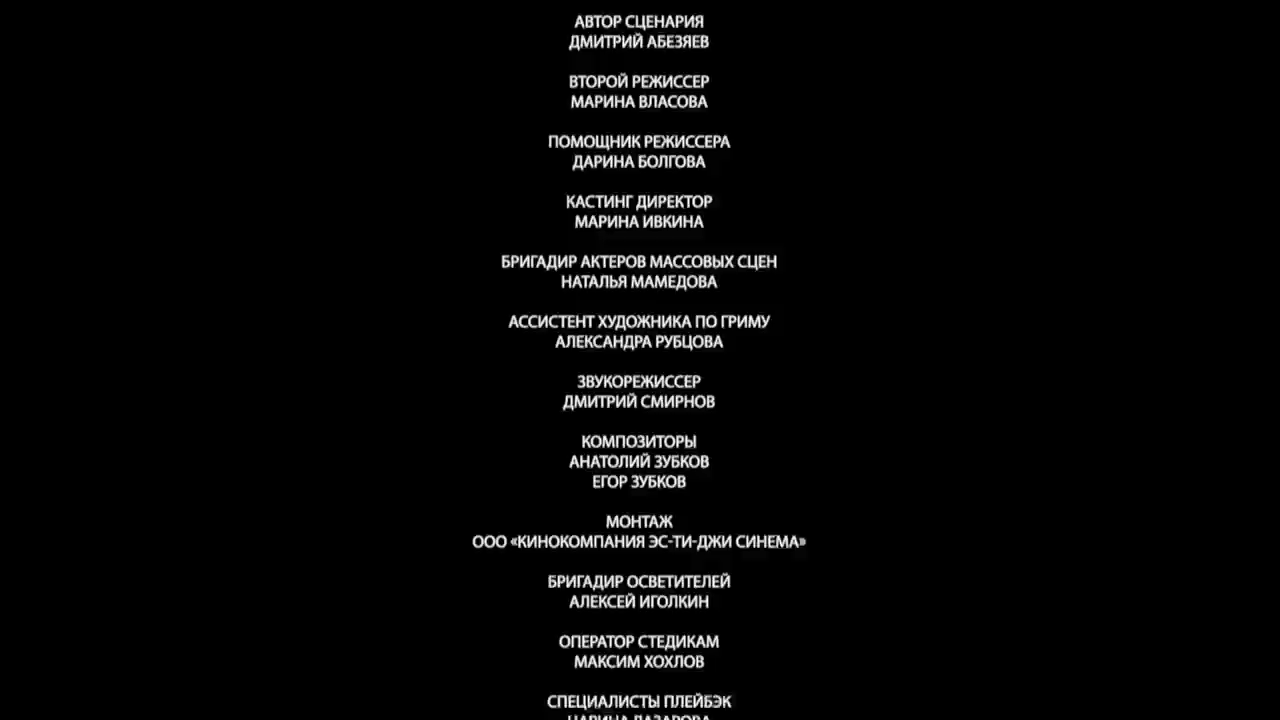 АВТОР СЦЕНАРИЯ
ДМИТРИЙ АБЕЗЯЕВ
ВТОРОЙ РЕЖИССЕР
МАРИНА ВЛАСОВА
ПОМОЩНИК РЕЖИССЕРА
ДАРИНА БОЛГОВА
КАСТИНГ ДИРЕКТОР
МАРИНА ИВКИНА
БРИГАДИР АКТЕРОВ МАССОВЫХ СЦЕН
НАТАЛЬЯ МАМЕДОВА
АССИСТЕНТ ХУДОЖНИКА ПО ГРИМУ
АЛЕКСАНДРА РУБЦОВА
ЗВУКОРЕЖИССЕР
ДМИТРИЙ СМИРНОВ
КОМПОЗИТОРЫ
АНАТОЛИЙ ЗУБКОВ
ЕГОР ЗУБКОВ
МОНТАЖ
ООО «КИНОКОМПАНИЯ ЭС-ТИ-ДЖИ СИНЕМА»
БРИГАДИР ОСВЕТИТЕЛЕЙ
АЛЕКСЕЙ ИГОЛКИН
ОПЕРАТОР СТЕДИКАМ
МАКСИМ ХОХЛОВ
СПЕЦИАЛИСТЫ ПЛЕЙБЭК